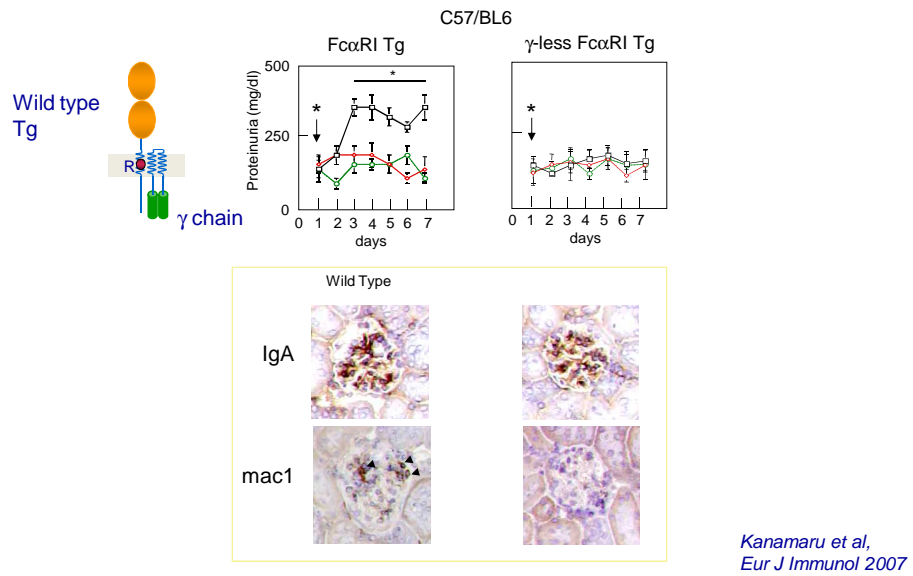 C57/BL6
FcαRI Tg
γ-less FcαRI Tg
Wild type
Tg
R
γ chain
Proteinuria (mg/dl)
500
250
0
*
*
0 1 2 3 4 5 6 7
days
*
0 1 2 3 4 5 6 7
days
Wild Type
IgA
mac1
Kanamaru et al,
Eur J Immunol 2007